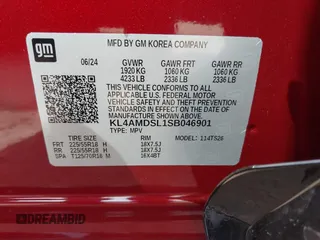 gm
MFD BY GM KOREA COMPANY
06/24 GVWR GAWR FRT GAWR RR
1920 KG 1060 KG 1060 KG
4233 LB 2336 LB 2336 LB
THIS VEHICLE CONFORMS TO ALL
APPLICABLE U.S. FEDERAL MOTOR
VEHICLE SAFETY AND THEFT
PREVENTION STANDARDS IN EFFECT
ON THE DATE OF MANUFACTURE
SHOWN ABOVE.
KL4AMDSL1SB046901
TYPE: MPV MODEL: 1T4TS26
TIRE SIZE RIM
FRT 225/55R18 H 18X7.5J
RR 225/55R18 H 18X7.5J
SPA T125/70R16 M 16X4BT
DREAMBID